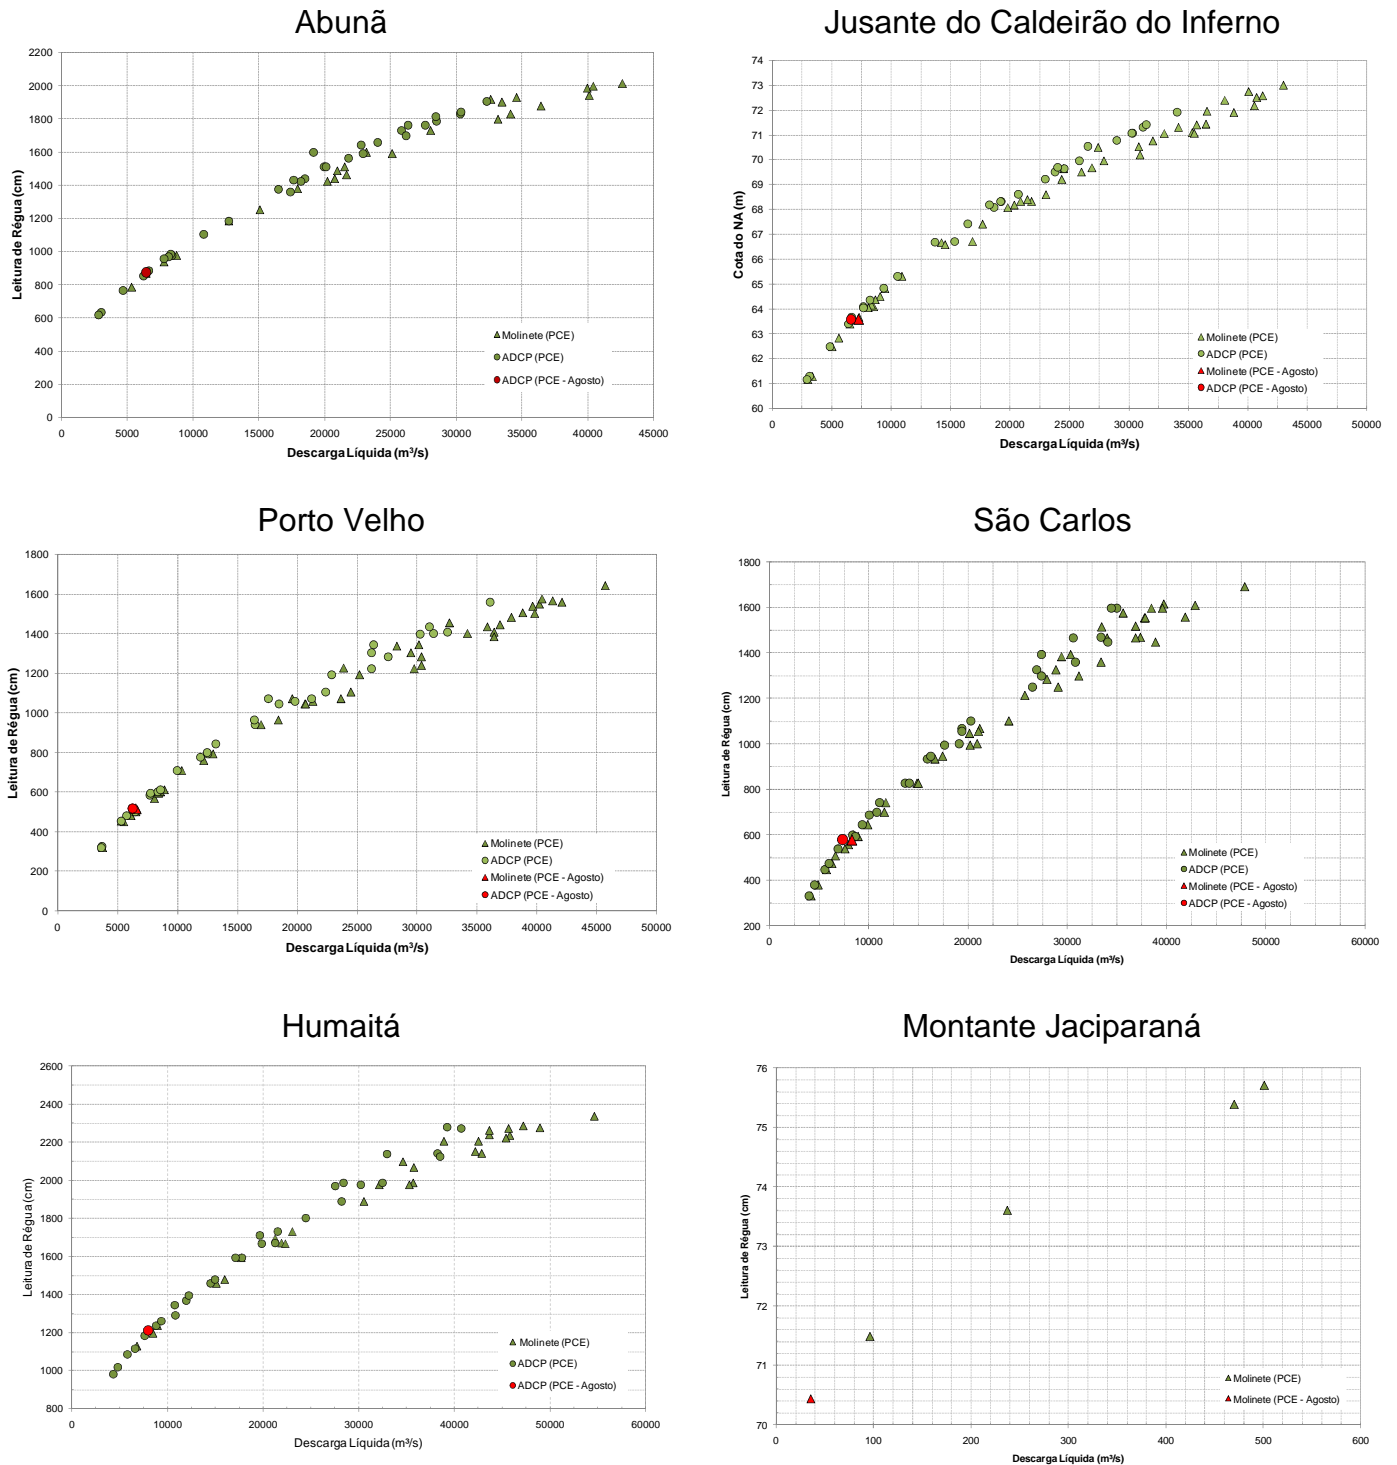 Abunã
2200
2000
1800
1600
1400
1200
1000
800
600
400
200
0
0 5000 10000 15000 20000 25000 30000 35000 40000 45000
Leitura de Régua (cm)
Descarga Líquida (m³/s)
Molinete (PCE)
ADCP (PCE)
ADCP (PCE - Agosto)
Jusante do Caldeirão do Inferno
74
73
72
71
70
69
68
67
66
65
64
63
62
61
60
0 5000 10000 15000 20000 25000 30000 35000 40000 45000 50000
Cota do NA (m)
Descarga Líquida (m³/s)
Molinete (PCE)
ADCP (PCE)
Molinete (PCE - Agosto)
ADCP (PCE - Agosto)
Porto Velho
1800
1600
1400
1200
1000
800
600
400
200
0
0 5000 10000 15000 20000 25000 30000 35000 40000 45000 50000
Leitura de Régua (cm)
Descarga Líquida (m³/s)
Molinete (PCE)
ADCP (PCE)
Molinete (PCE - Agosto)
ADCP (PCE - Agosto)
São Carlos
1800
1600
1400
1200
1000
800
600
400
200
0 10000 20000 30000 40000 50000 60000
Leitura de Régua (cm)
Descarga Líquida (m³/s)
Molinete (PCE)
ADCP (PCE)
Molinete (PCE - Agosto)
ADCP (PCE - Agosto)
Humaitá
2600
2400
2200
2000
1800
1600
1400
1200
1000
800
0 10000 20000 30000 40000 50000 60000
Leitura de Régua (cm)
Descarga Líquida (m³/s)
Molinete (PCE)
ADCP (PCE)
ADCP (PCE - Agosto)
Montante Jaciparaná
76
75
74
73
72
71
70
0 100 200 300 400 500 600
Leitura de Régua (cm)
Descarga Líquida (m³/s)
Molinete (PCE)
Molinete (PCE - Agosto)